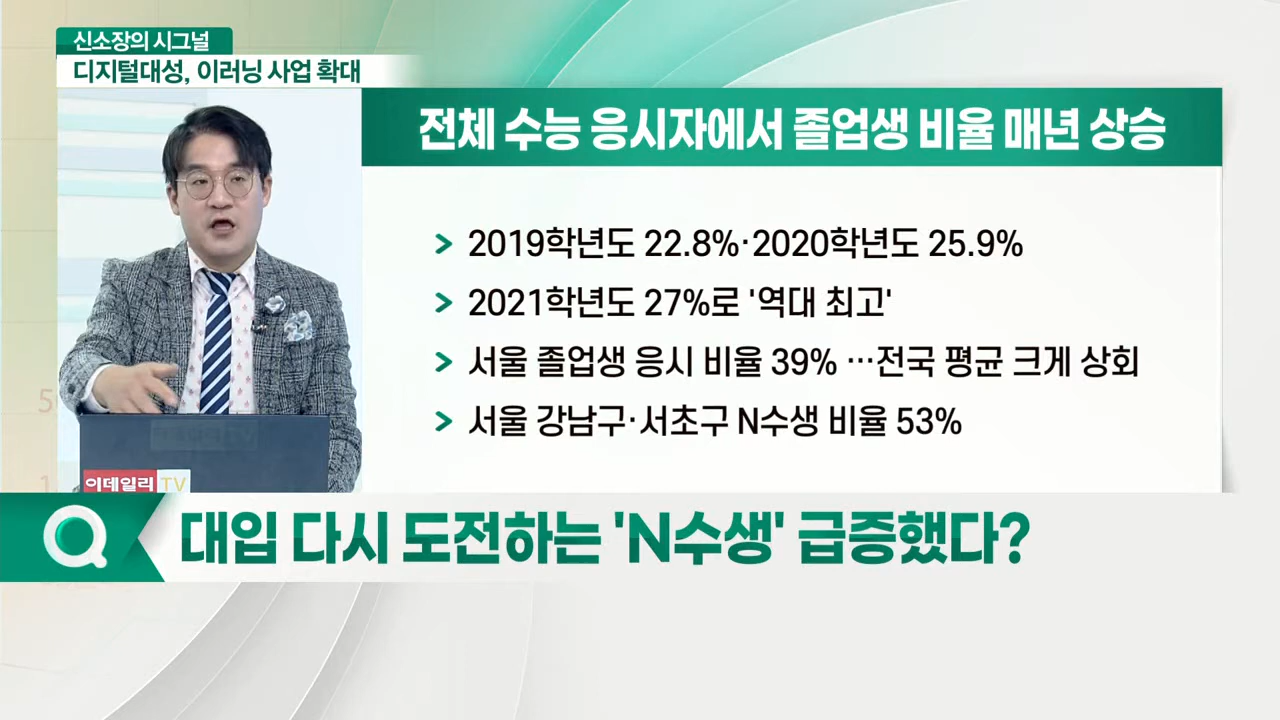 신소장의 시그널
디지털대성, 이러닝 사업 확대
전체 수능 응시자에서 졸업생 비율 매년 상승
> 2019학년도 22.8%·2020학년도 25.9%
> 2021학년도 27%로 '역대 최고'
> 서울 졸업생 응시 비율 39% …전국 평균 크게 상회
> 서울 강남구·서초구 N수생 비율 53%
5
1
이데일리 TV
Q 대입 다시 도전하는 'N수생' 급증했다?